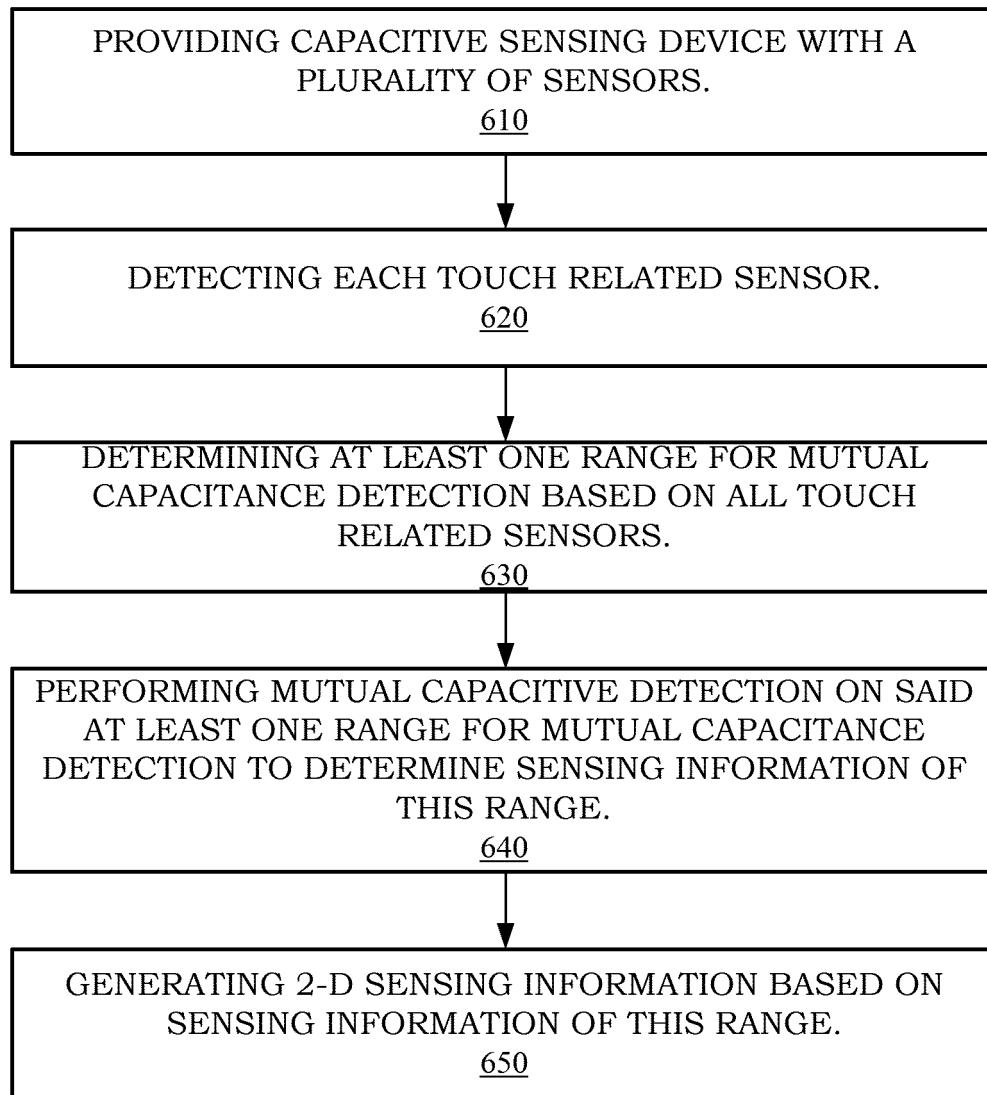 PROVIDING CAPACITIVE SENSING DEVICE WITH A
PLURALITY OF SENSORS.
610
DETECTING EACH TOUCH RELATED SENSOR.
620
DETERMINING AT LEAST ONE RANGE FOR MUTUAL
CAPACITANCE DETECTION BASED ON ALL TOUCH
RELATED SENSORS.
630
PERFORMING MUTUAL CAPACITIVE DETECTION ON SAID
AT LEAST ONE RANGE FOR MUTUAL CAPACITANCE
DETECTION TO DETERMINE SENSING INFORMATION OF
THIS RANGE.
640
GENERATING 2-D SENSING INFORMATION BASED ON
SENSING INFORMATION OF THIS RANGE.
650